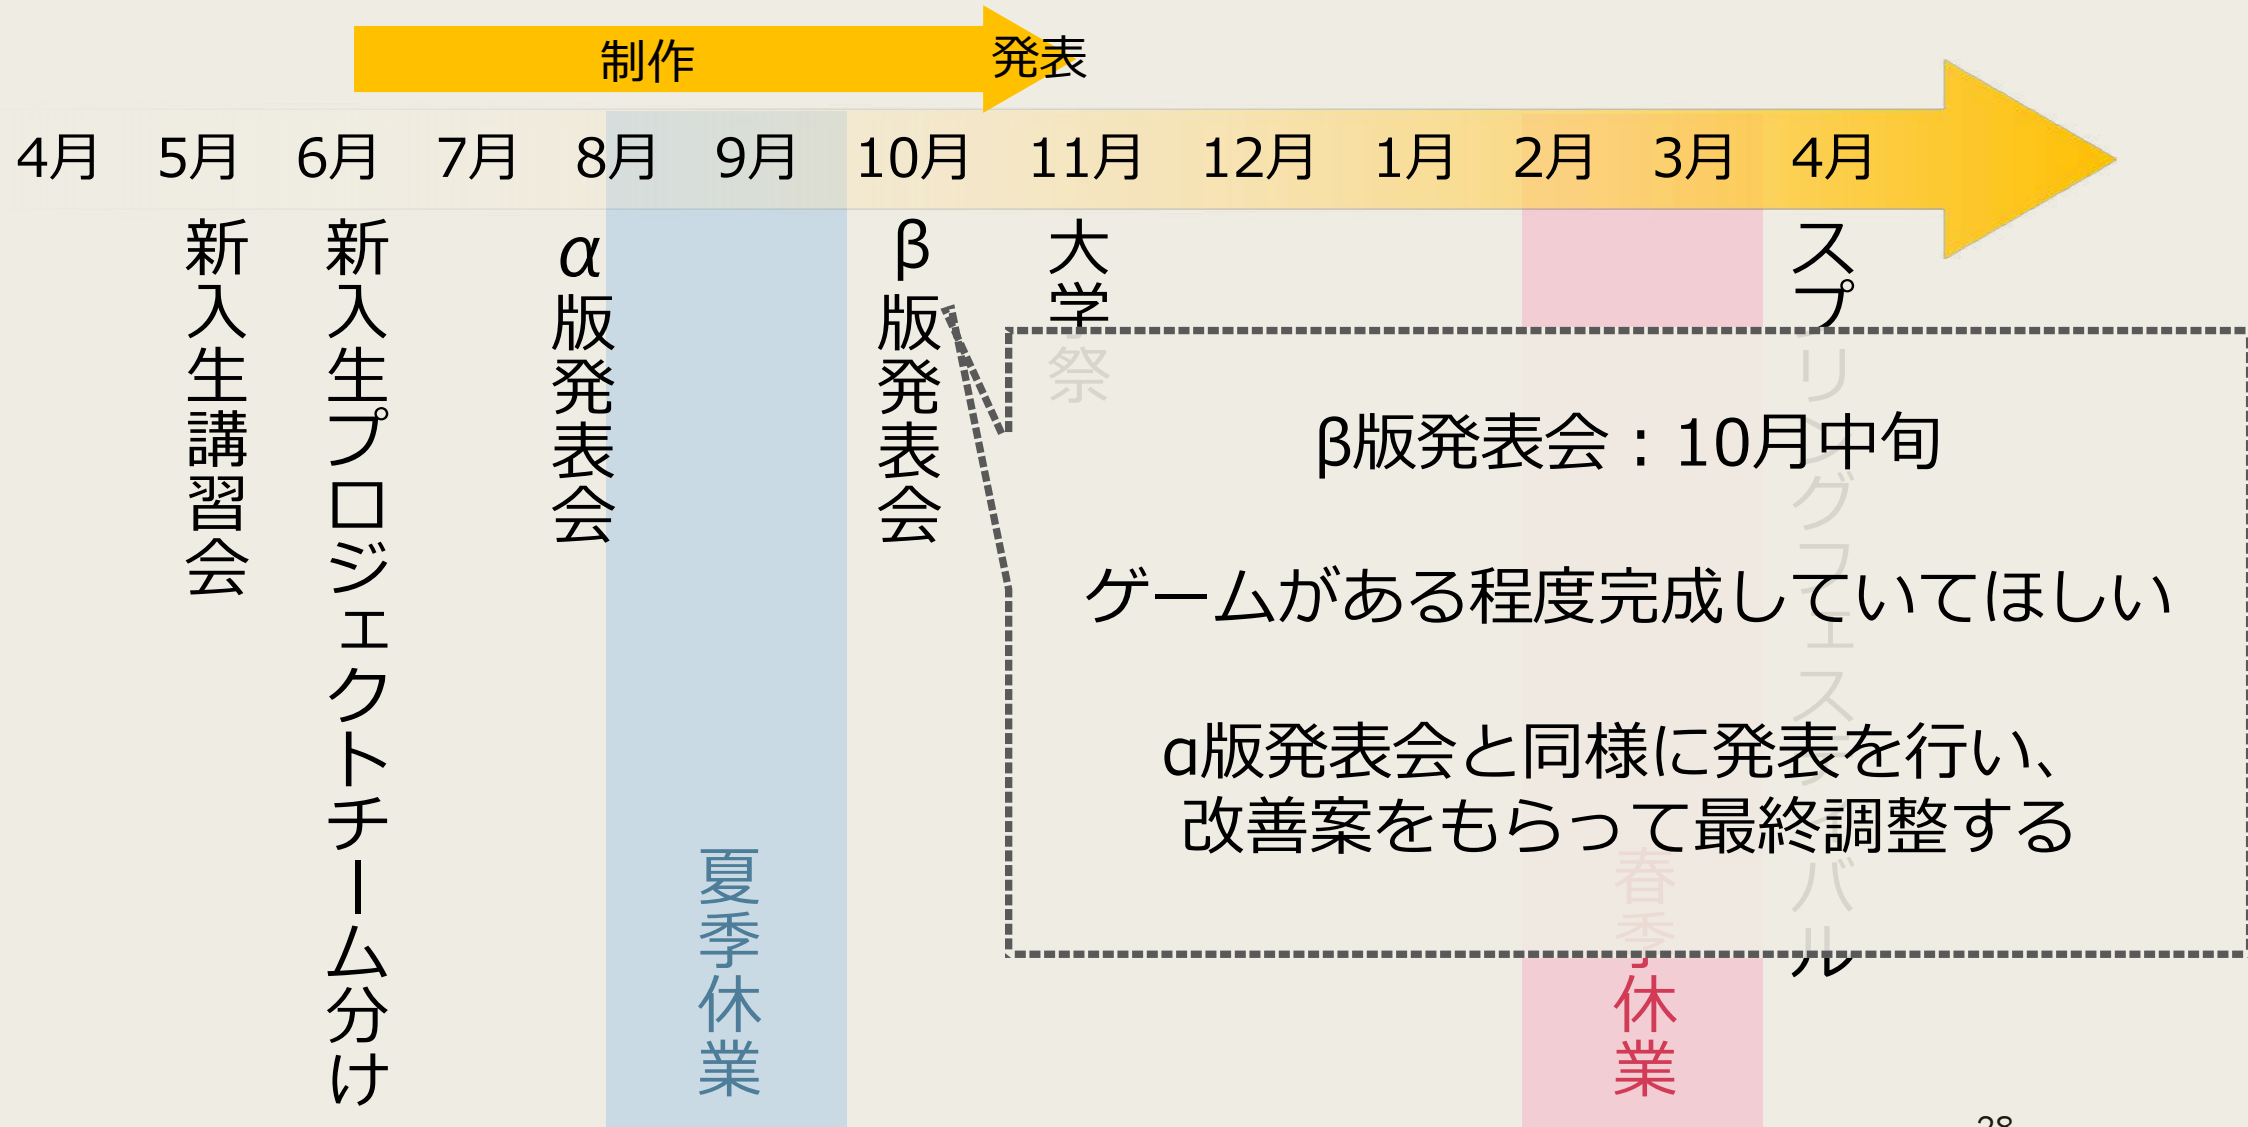 制作
発表
4月 5月 6月 7月 8月 9月 10月 11月 12月 1月 2月 3月 4月
新入生講習会
新入生プロジェクトチーム分け
α版発表会
β版発表会
大学祭
スプリングフェスティバル
β版発表会：10月中旬
ゲームがある程度完成していてほしい
α版発表会と同様に発表を行い、
改善案をもらって最終調整する
夏季休業
春季休業
28